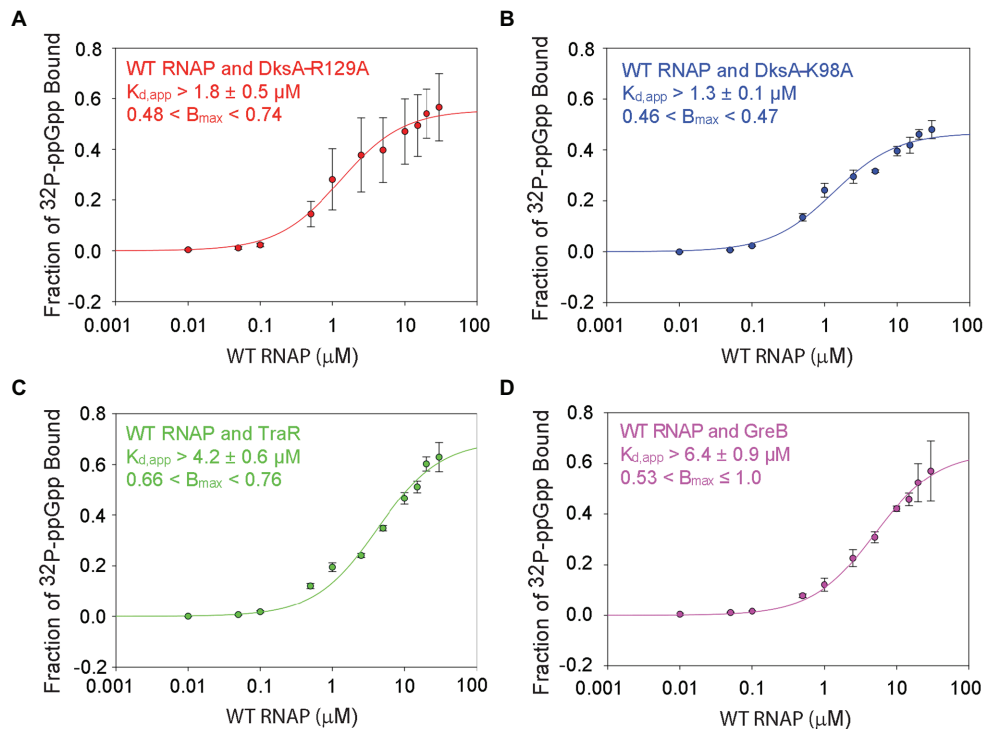 A
WT RNAP and DksA-R129A
K_d,app > 1.8 ± 0.5 μM
0.48 < B_max < 0.74
Fraction of ³²P-ppGpp Bound
0.8
0.6
0.4
0.2
0.0
-0.2
0.001 0.01 0.1 1 10 100
WT RNAP (μM)
B
WT RNAP and DksA-K98A
K_d,app > 1.3 ± 0.1 μM
0.46 < B_max < 0.47
Fraction of ³²P-ppGpp Bound
0.8
0.6
0.4
0.2
0.0
-0.2
0.001 0.01 0.1 1 10 100
WT RNAP (μM)
C
WT RNAP and TraR
K_d,app > 4.2 ± 0.6 μM
0.66 < B_max < 0.76
Fraction of ³²P-ppGpp Bound
0.8
0.6
0.4
0.2
0.0
-0.2
0.001 0.01 0.1 1 10 100
WT RNAP (μM)
D
WT RNAP and GreB
K_d,app > 6.4 ± 0.9 μM
0.53 < B_max ≤ 1.0
Fraction of ³²P-ppGpp Bound
0.8
0.6
0.4
0.2
0.0
-0.2
0.001 0.01 0.1 1 10 100
WT RNAP (μM)